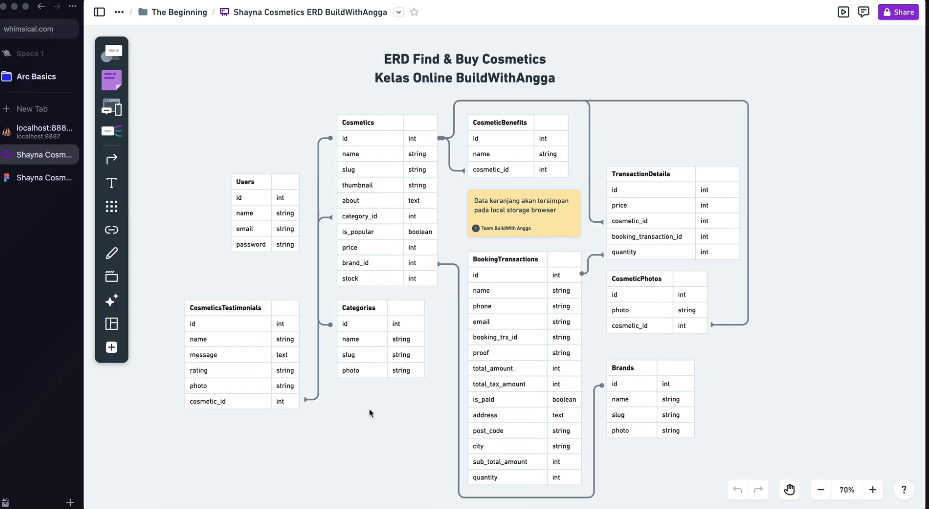 whimsical.com
Space 1
Arc Basics
New Tab
localhost:888...
localhost:8887
Shayna Cosm...
Shayna Cosm...
The Beginning / Shayna Cosmetics ERD BuildWithAngga
Share
ERD Find & Buy Cosmetics
Kelas Online BuildWithAngga
Users
id int
name string
email string
password string
CosmeticsTestimonials
id int
name string
message text
rating string
photo string
cosmetic_id int
Cosmetics
id int
name string
slug string
thumbnail string
about text
category_id int
is_popular boolean
price int
brand_id int
stock int
Categories
id int
name string
slug string
photo string
CosmeticBenefits
id int
name string
cosmetic_id int
Data keranjang akan tersimpan
pada local storage browser
Team BuildWith Angga
BookingTransactions
id int
name string
phone string
email string
booking_trx_id string
proof string
total_amount int
total_tax_amount int
is_paid boolean
address text
post_code string
city string
sub_total_amount int
quantity int
TransactionDetails
id int
price int
cosmetic_id int
booking_transaction_id int
quantity int
CosmeticPhotos
id int
photo string
cosmetic_id int
Brands
id int
name string
slug string
photo string
70%
?